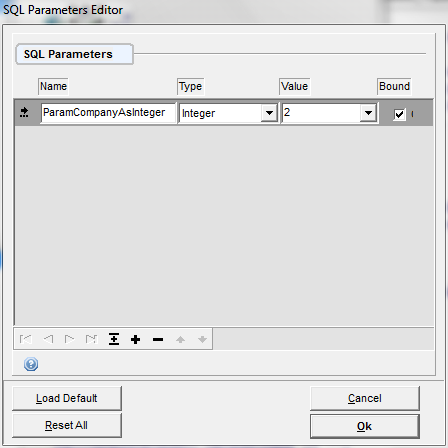 SQL Parameters Editor
SQL Parameters
Name Type Value Bound
ParamCompanyAsInteger Integer 2
Load Default Cancel
Reset All Ok